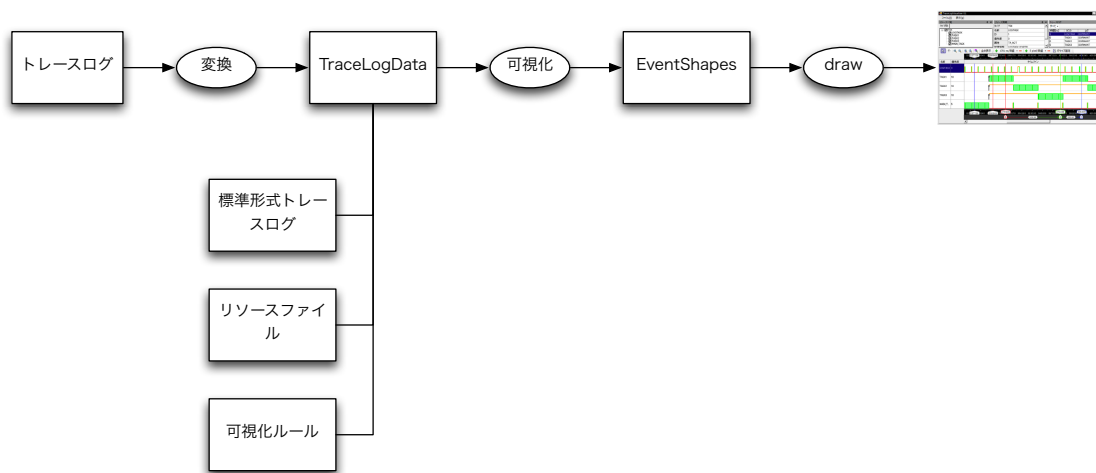 トレースログ
変換
TraceLogData
可視化
EventShapes
draw
標準形式トレー
スログ
リソースファイ
ル
可視化ルール